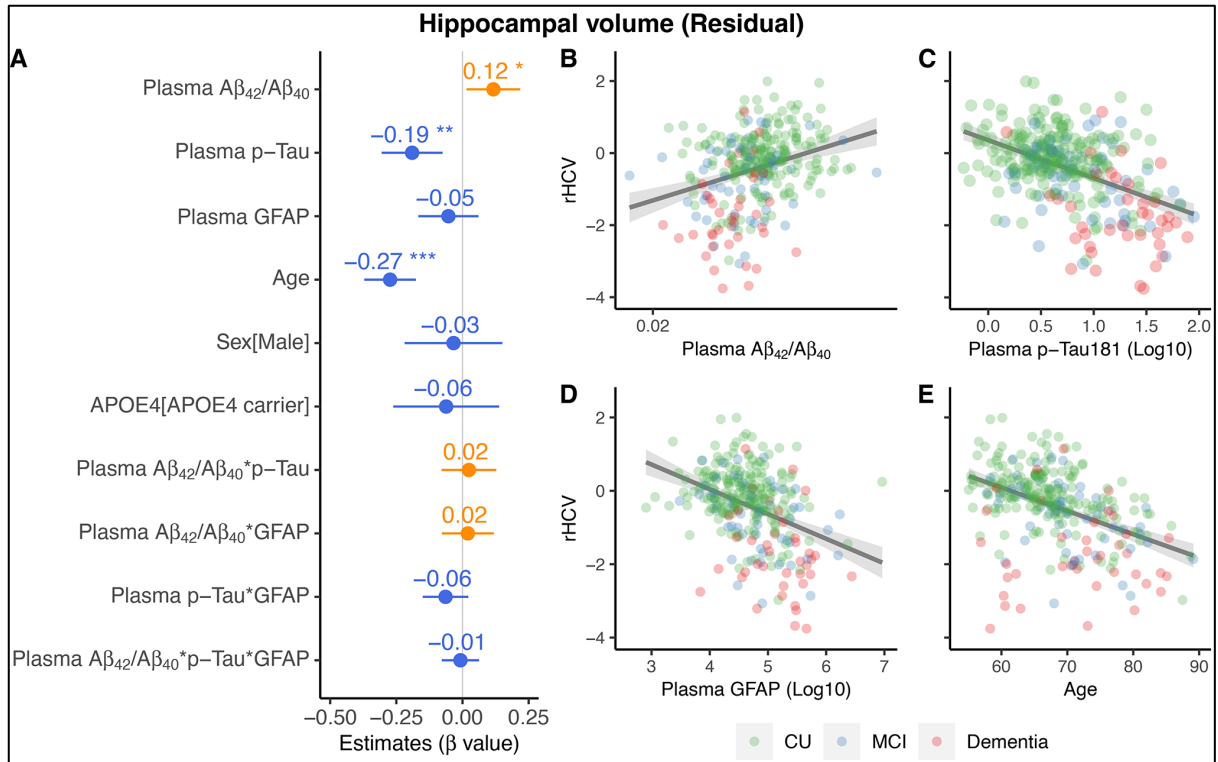 Hippocampal volume (Residual)
A
Plasma Aβ₄₂/Aβ₄₀
0.12 *
Plasma p−Tau
−0.19 **
Plasma GFAP
−0.05
Age
−0.27 ***
Sex[Male]
−0.03
APOE4[APOE4 carrier]
−0.06
Plasma Aβ₄₂/Aβ₄₀*p−Tau
0.02
Plasma Aβ₄₂/Aβ₄₀*GFAP
0.02
Plasma p−Tau*GFAP
−0.06
Plasma Aβ₄₂/Aβ₄₀*p−Tau*GFAP
−0.01
−0.50 −0.25 0.00 0.25
Estimates (β value)
B
rHCV
2
0
−2
−4
0.02
Plasma Aβ₄₂/Aβ₄₀
C
0.0 0.5 1.0 1.5 2.0
Plasma p−Tau181 (Log10)
D
rHCV
2
0
−2
−4
3 4 5 6 7
Plasma GFAP (Log10)
E
60 70 80 90
Age
CU MCI Dementia